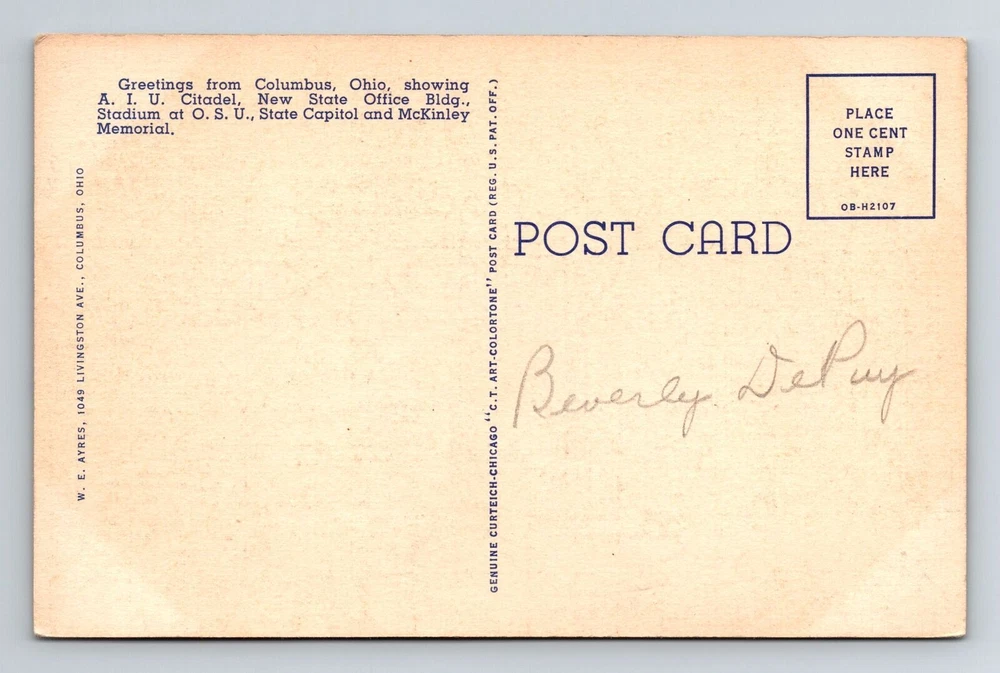 Greetings from Columbus, Ohio, showing
A. I. U. Citadel, New State Office Bldg.,
Stadium at O. S. U., State Capitol and McKinley
Memorial.
W. E. AYRES, 1049 LIVINGSTON AVE., COLUMBUS, OHIO
GENUINE CURTEICH-CHICAGO "C.T. ART-COLORTONE" POST CARD (REG. U.S. PAT. OFF.)
PLACE
ONE CENT
STAMP
HERE
OB-H2107
POST CARD
Beverly DePuy